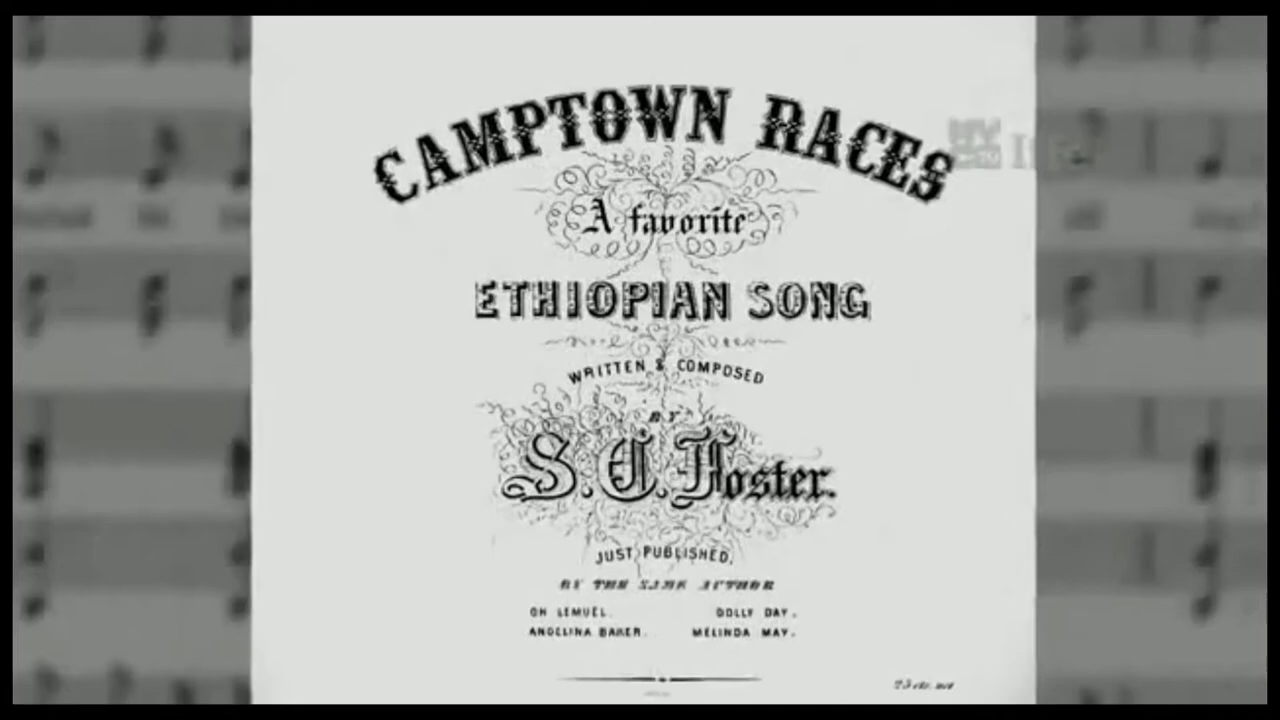 CAMPTOWN RACES
A favorite
ETHIOPIAN SONG
WRITTEN & COMPOSED
BY
S. C. Foster.
JUST PUBLISHED,
BY THE SAME AUTHOR
OH LEMUEL. DOLLY DAY.
ANGELINA BAKER. MELINDA MAY.